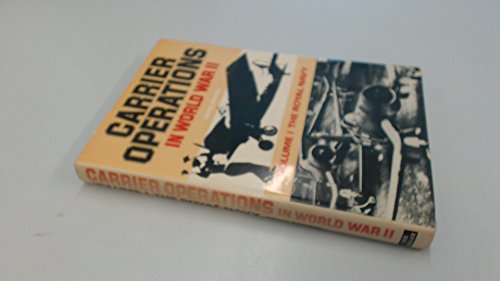 CARRIER
OPERATIONS
IN WORLD WAR II
VOLUME I THE ROYAL NAVY
CARRIER OPERATIONS IN WORLD WAR II